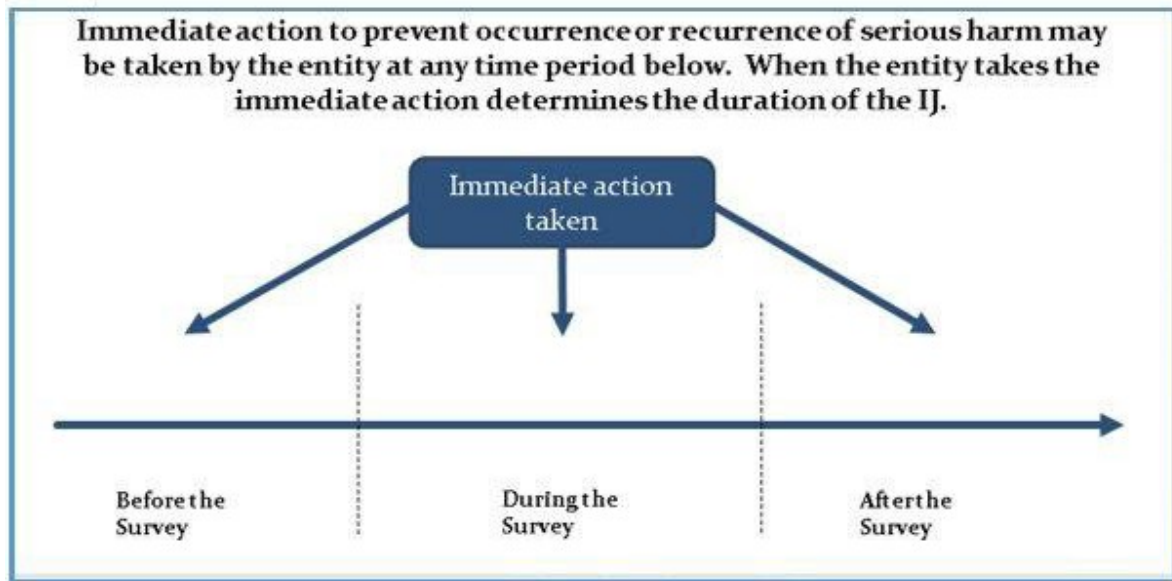 Immediate action to prevent occurrence or recurrence of serious harm may
be taken by the entity at any time period below. When the entity takes the
immediate action determines the duration of the IJ.
Immediate action
taken
Before the
Survey
During the
Survey
After the
Survey